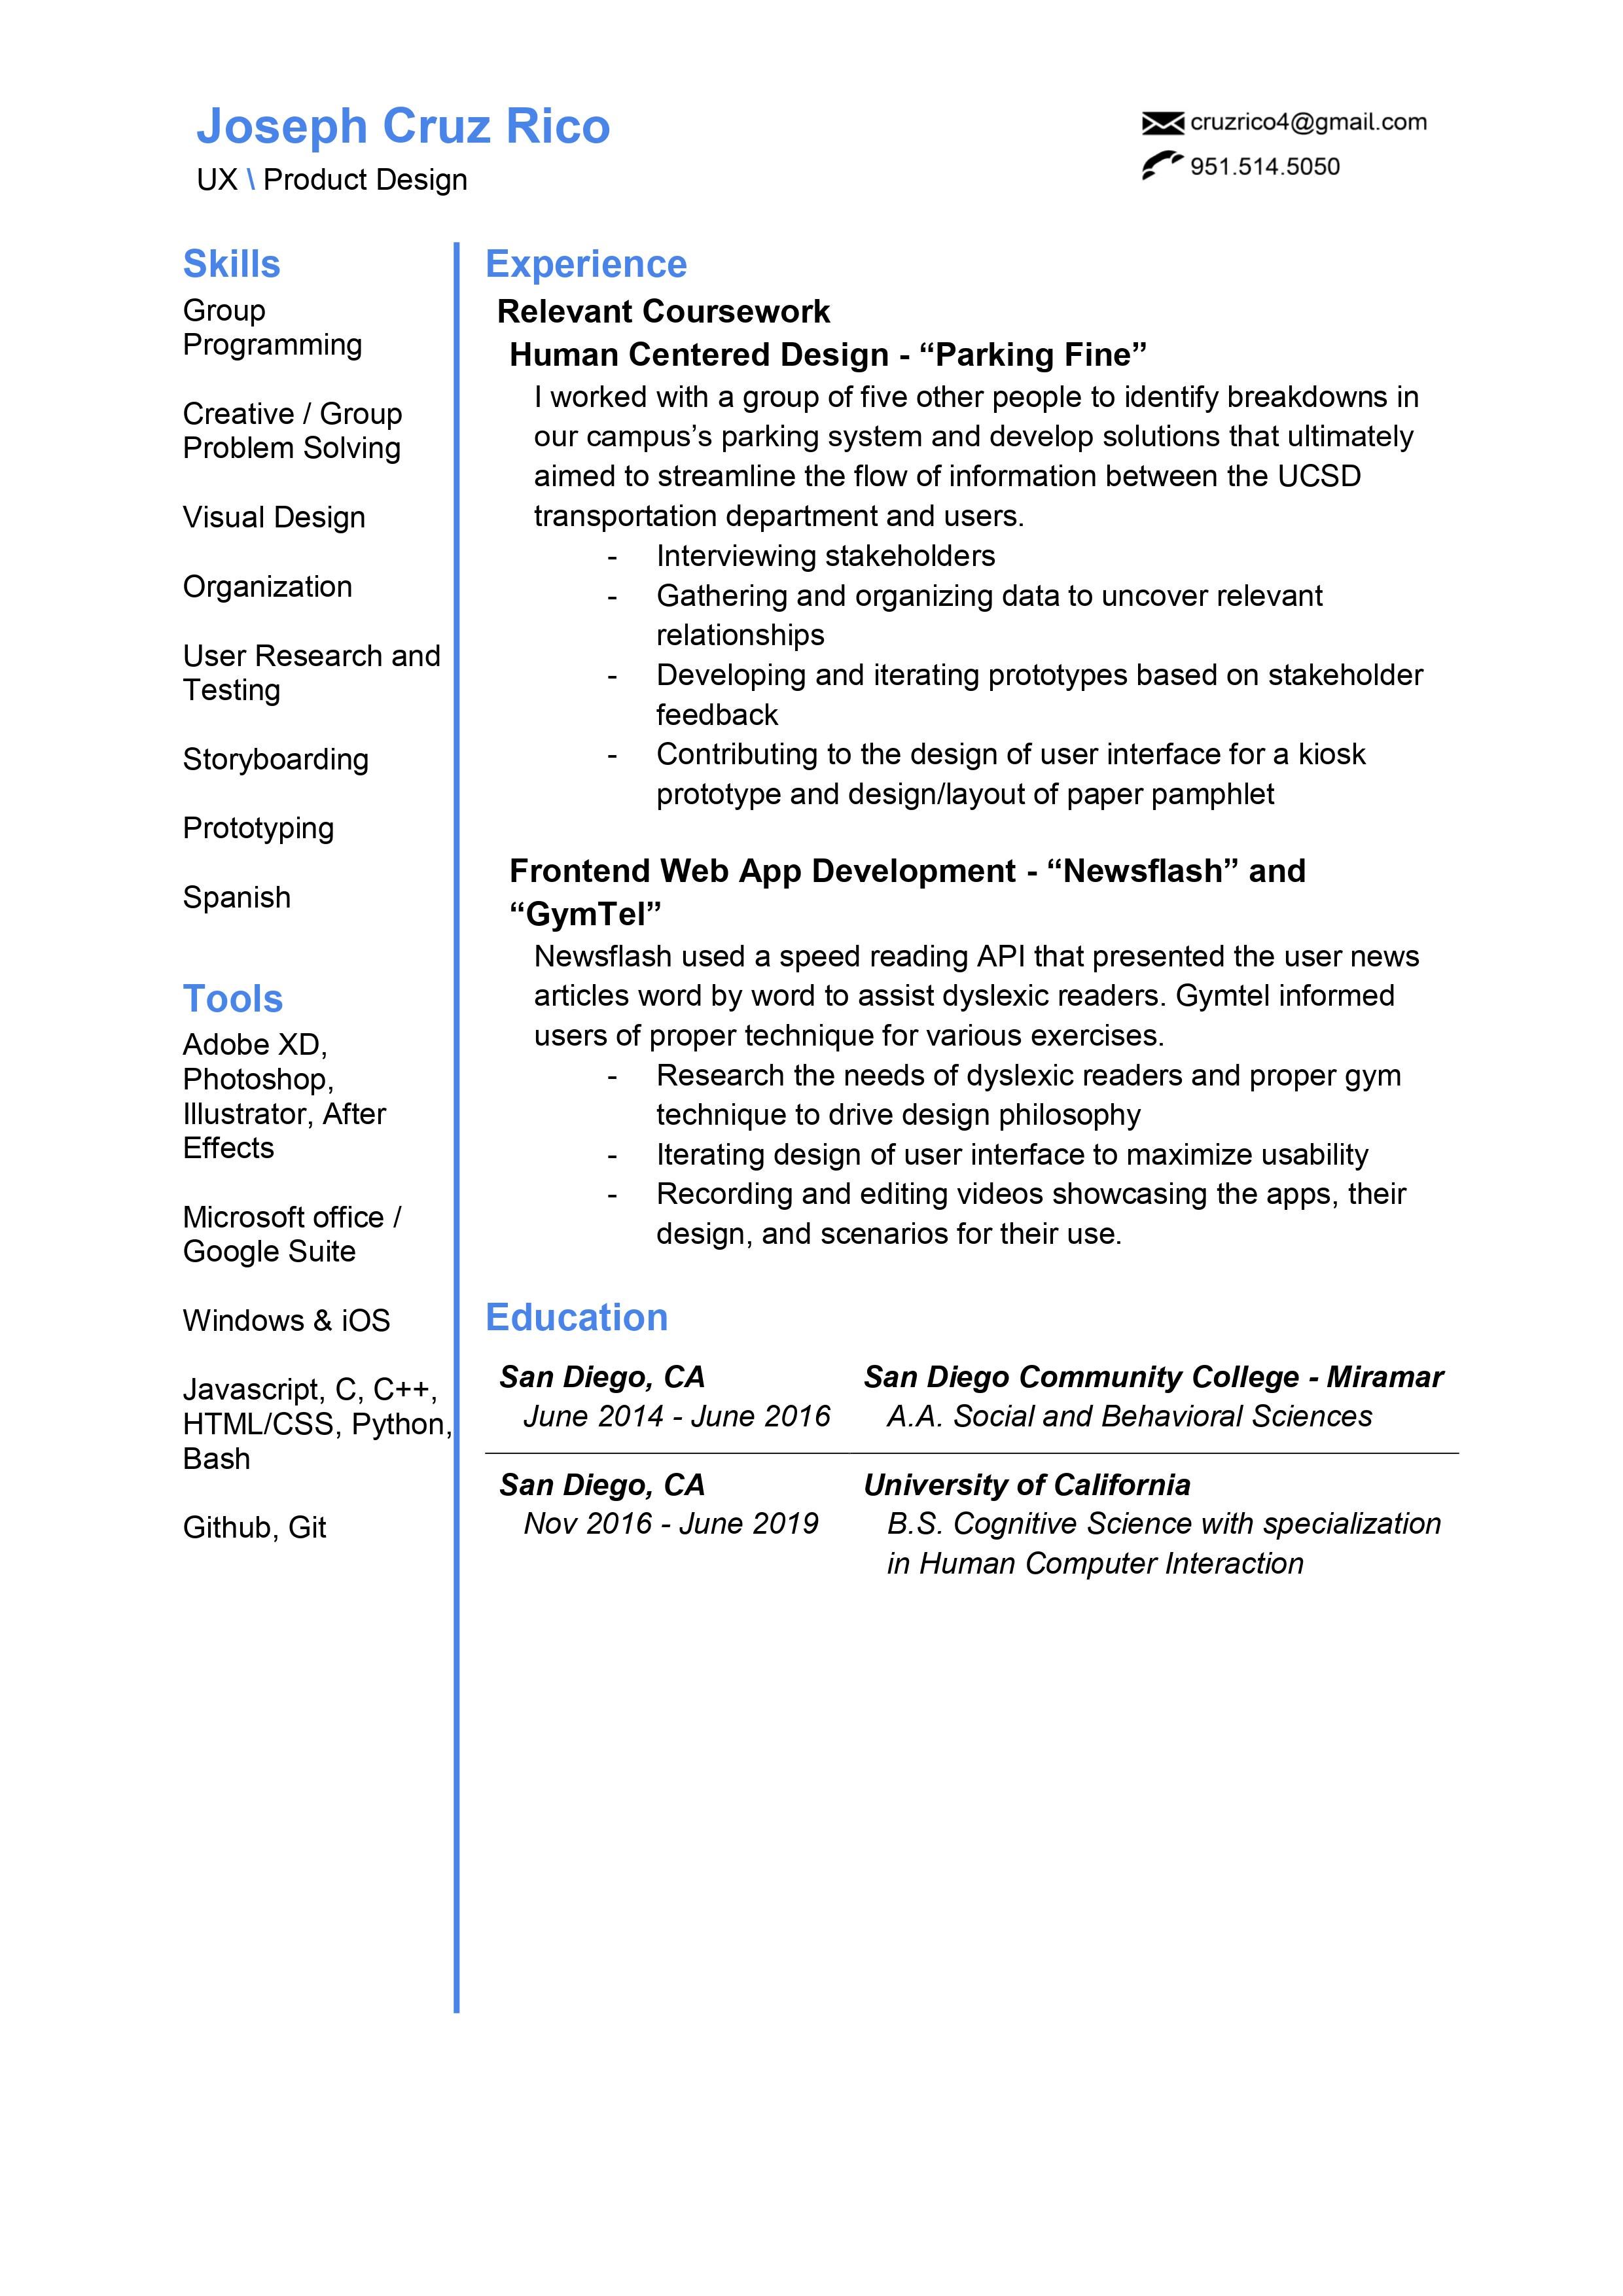 Joseph Cruz Rico
UX \ Product Design
cruzrico4@gmail.com
951.514.5050
Skills
Group
Programming
Creative / Group
Problem Solving
Visual Design
Organization
User Research and
Testing
Storyboarding
Prototyping
Spanish
Tools
Adobe XD,
Photoshop,
Illustrator, After
Effects
Microsoft office /
Google Suite
Windows & iOS
Javascript, C, C++,
HTML/CSS, Python,
Bash
Github, Git
Experience
Relevant Coursework
Human Centered Design - “Parking Fine”
I worked with a group of five other people to identify breakdowns in
our campus’s parking system and develop solutions that ultimately
aimed to streamline the flow of information between the UCSD
transportation department and users.
- Interviewing stakeholders
- Gathering and organizing data to uncover relevant
relationships
- Developing and iterating prototypes based on stakeholder
feedback
- Contributing to the design of user interface for a kiosk
prototype and design/layout of paper pamphlet
Frontend Web App Development - “Newsflash” and
“GymTel”
Newsflash used a speed reading API that presented the user news
articles word by word to assist dyslexic readers. Gymtel informed
users of proper technique for various exercises.
- Research the needs of dyslexic readers and proper gym
technique to drive design philosophy
- Iterating design of user interface to maximize usability
- Recording and editing videos showcasing the apps, their
design, and scenarios for their use.
Education
San Diego, CA
June 2014 - June 2016
San Diego Community College - Miramar
A.A. Social and Behavioral Sciences
San Diego, CA
Nov 2016 - June 2019
University of California
B.S. Cognitive Science with specialization
in Human Computer Interaction